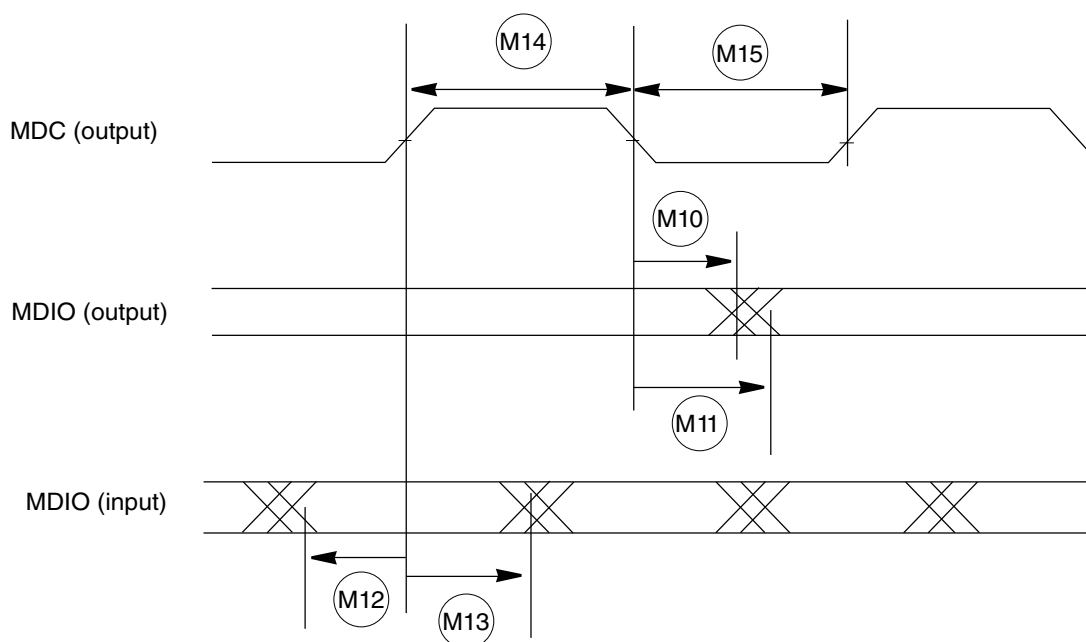 M14
M15
MDC (output)
M10
MDIO (output)
M11
MDIO (input)
M12
M13